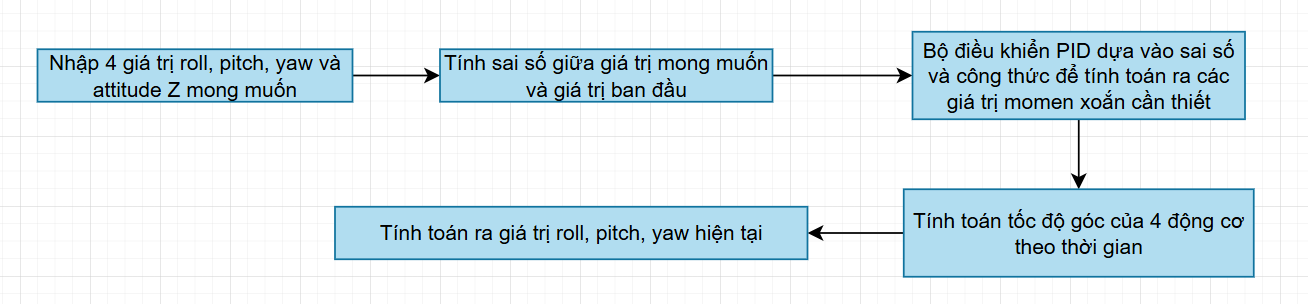 Nhập 4 giá trị roll, pitch, yaw và
attitude Z mong muốn
Tính sai số giữa giá trị mong muốn
và giá trị ban đầu
Bộ điều khiển PID dựa vào sai số
và công thức để tính toán ra các
giá trị momen xoắn cần thiết
Tính toán tốc độ góc của 4 động cơ
theo thời gian
Tính toán ra giá trị roll, pitch, yaw hiện tại